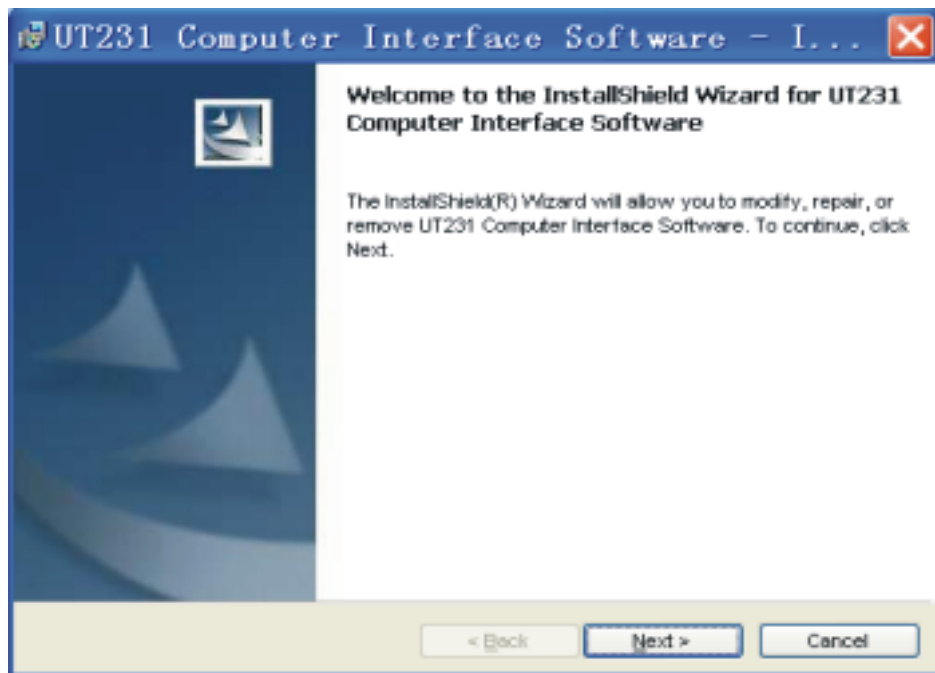 UT231 Computer Interface Software - I...
Welcome to the InstallShield Wizard for UT231
Computer Interface Software
The InstallShield(R) Wizard will allow you to modify, repair, or
remove UT231 Computer Interface Software. To continue, click
Next.
< Back Next > Cancel